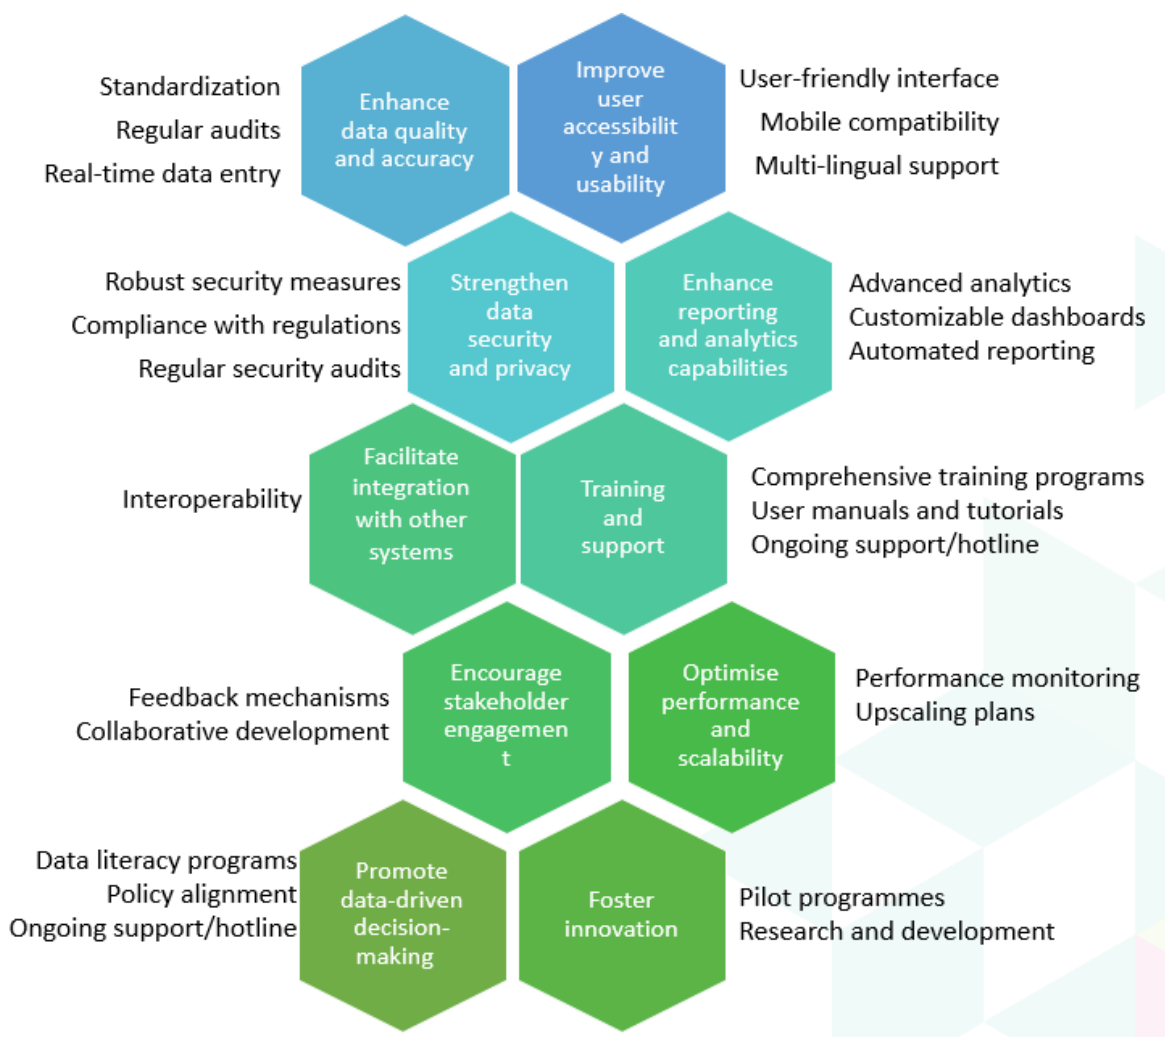 Standardization
Regular audits
Real-time data entry
Enhance
data quality
and accuracy
Improve
user
accessibilit
y and
usability
User-friendly interface
Mobile compatibility
Multi-lingual support
Robust security measures
Compliance with regulations
Regular security audits
Strengthen
data
security
and privacy
Enhance
reporting
and analytics
capabilities
Advanced analytics
Customizable dashboards
Automated reporting
Interoperability
Facilitate
integration
with other
systems
Training
and
support
Comprehensive training programs
User manuals and tutorials
Ongoing support/hotline
Feedback mechanisms
Collaborative development
Encourage
stakeholder
engagemen
t
Optimise
performance
and
scalability
Performance monitoring
Upscaling plans
Data literacy programs
Policy alignment
Ongoing support/hotline
Promote
data-driven
decision-
making
Foster
innovation
Pilot programmes
Research and development